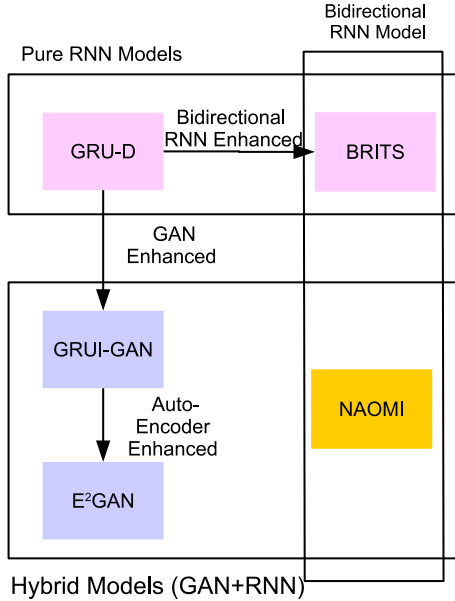 Bidirectional
RNN Model
Pure RNN Models
Bidirectional
RNN Enhanced
GRU-D
BRITS
GAN
Enhanced
GRUI-GAN
Auto-
Encoder
Enhanced
NAOMI
E²GAN
Hybrid Models (GAN+RNN)